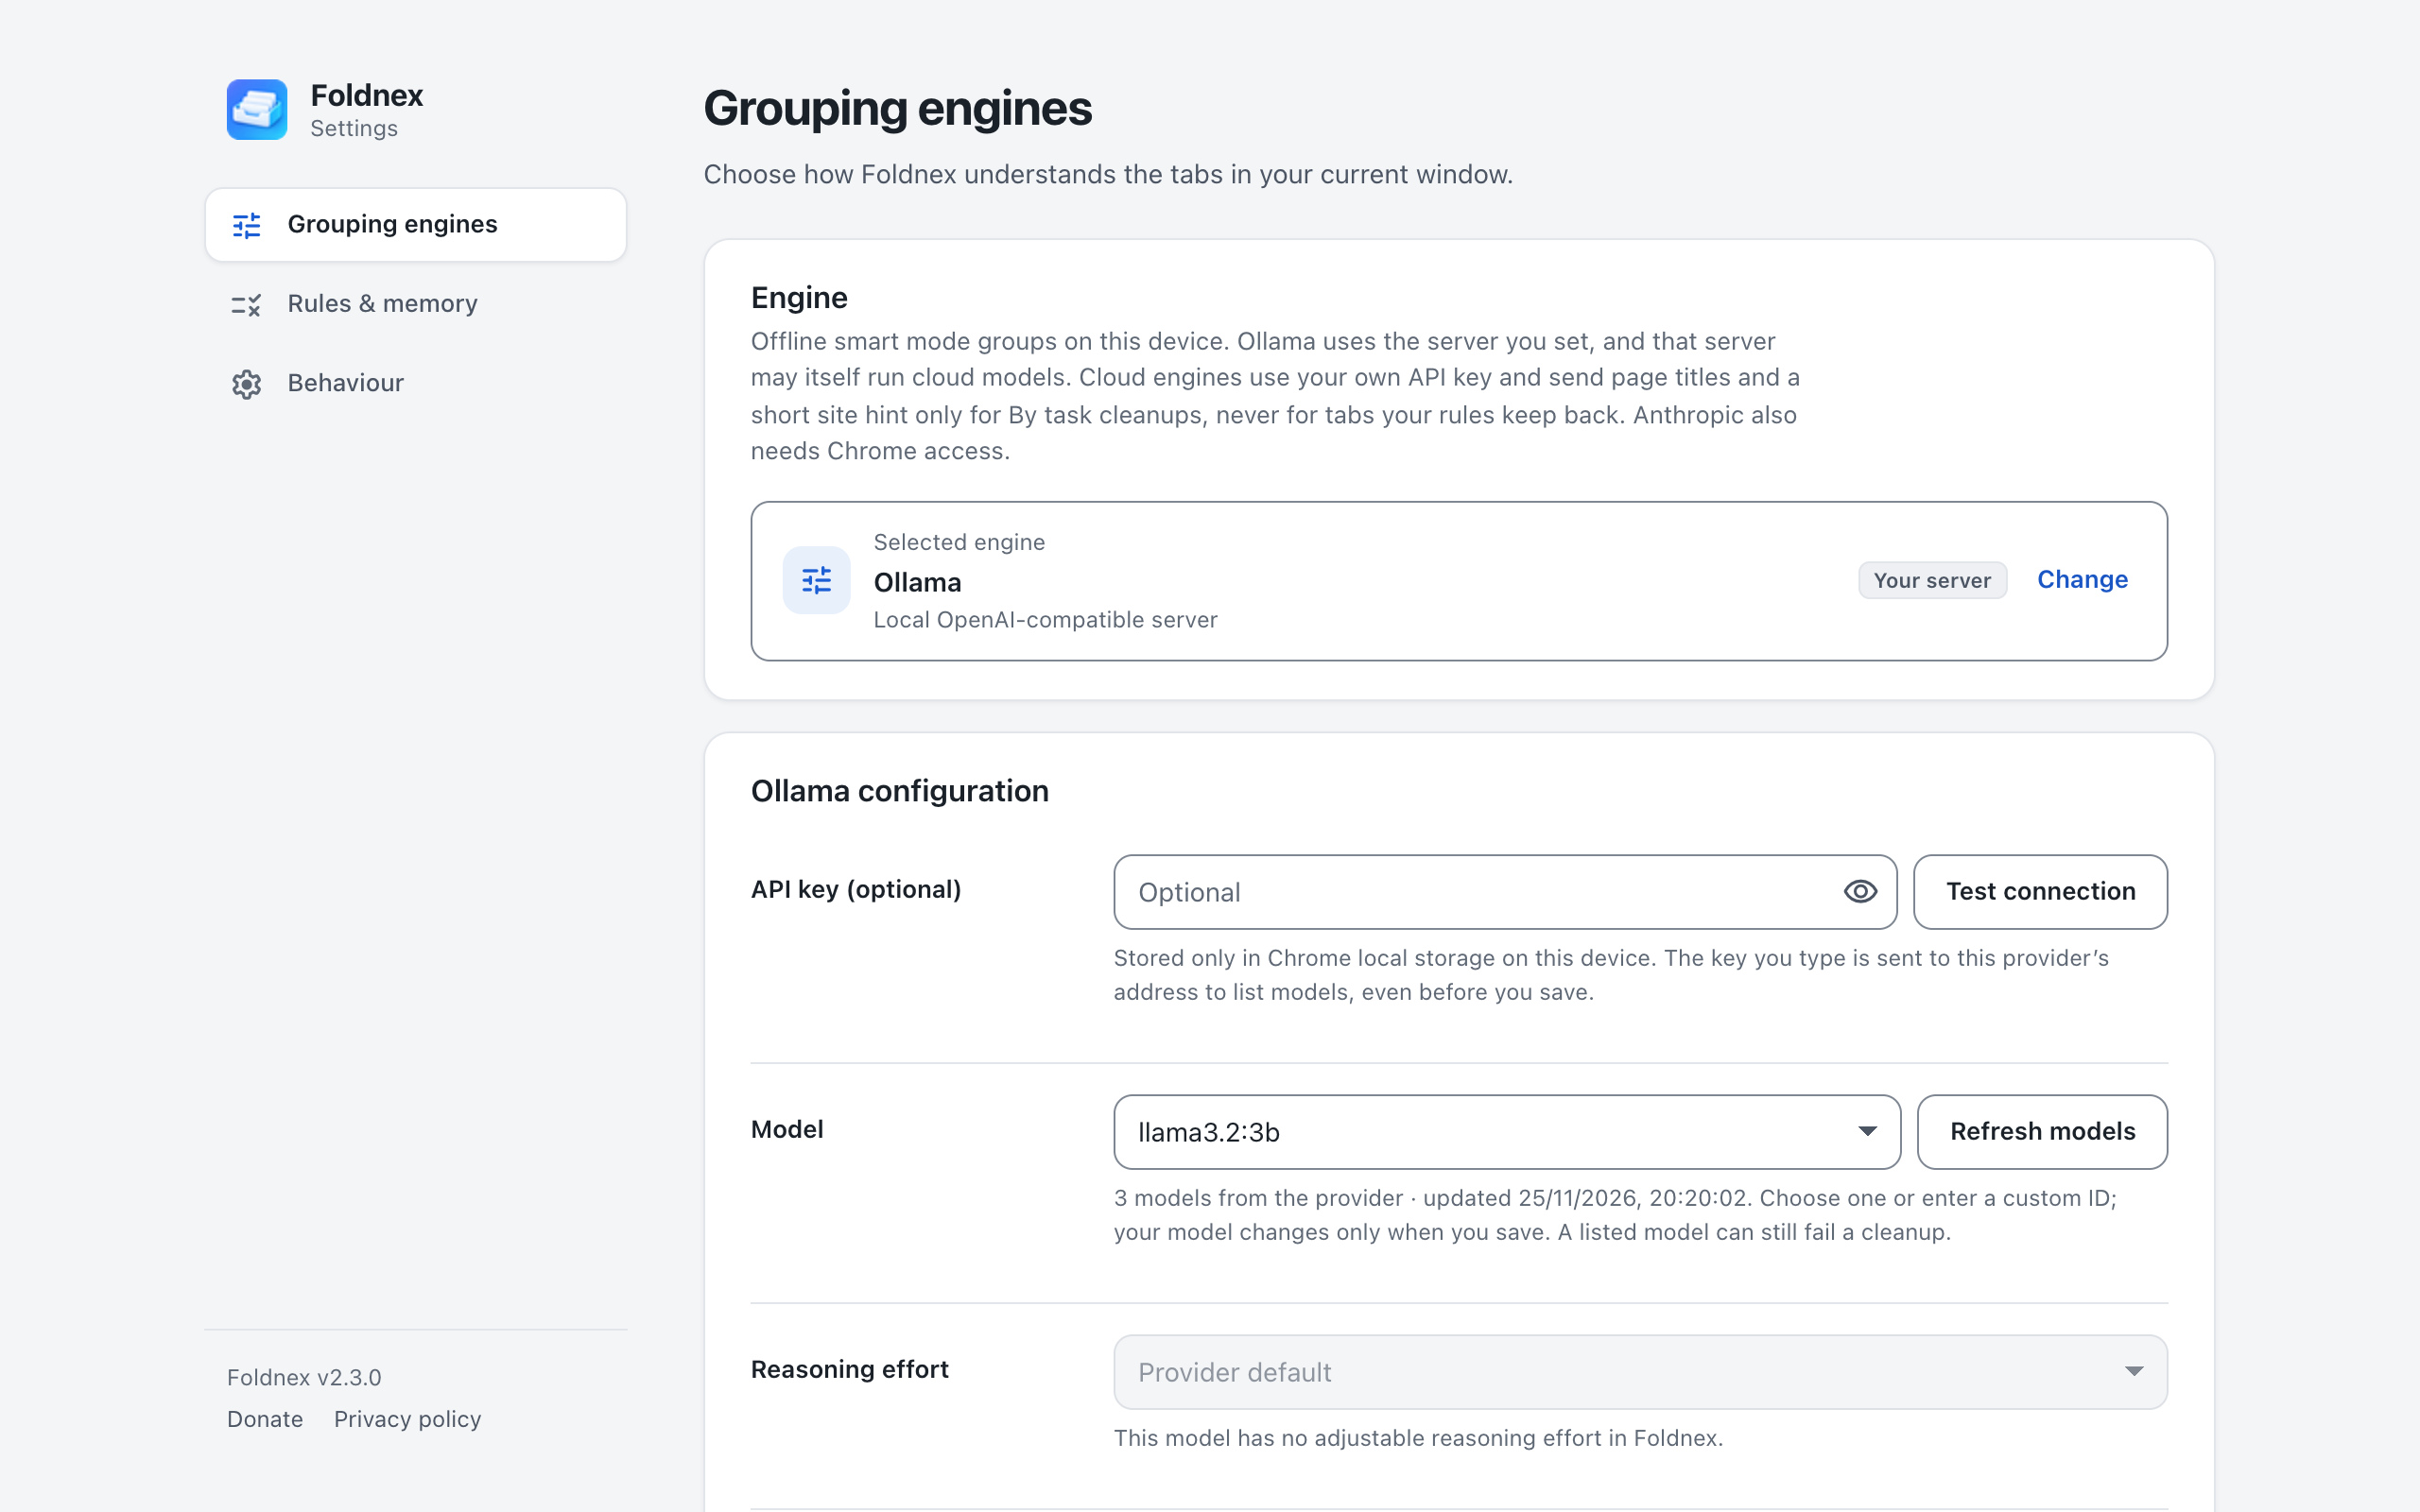 Foldnex
Settings
Grouping engines
Rules & memory
Behaviour
Foldnex v2.3.0
Donate Privacy policy
Grouping engines
Choose how Foldnex understands the tabs in your current window.
Engine
Offline smart mode groups on this device. Ollama uses the server you set, and that server
may itself run cloud models. Cloud engines use your own API key and send page titles and a
short site hint only for By task cleanups, never for tabs your rules keep back. Anthropic also
needs Chrome access.
Selected engine
Ollama
Local OpenAI-compatible server
Your server
Change
Ollama configuration
API key (optional)
Optional
Test connection
Stored only in Chrome local storage on this device. The key you type is sent to this provider’s
address to list models, even before you save.
Model
llama3.2:3b
Refresh models
3 models from the provider · updated 25/11/2026, 20:20:02. Choose one or enter a custom ID;
your model changes only when you save. A listed model can still fail a cleanup.
Reasoning effort
Provider default
This model has no adjustable reasoning effort in Foldnex.